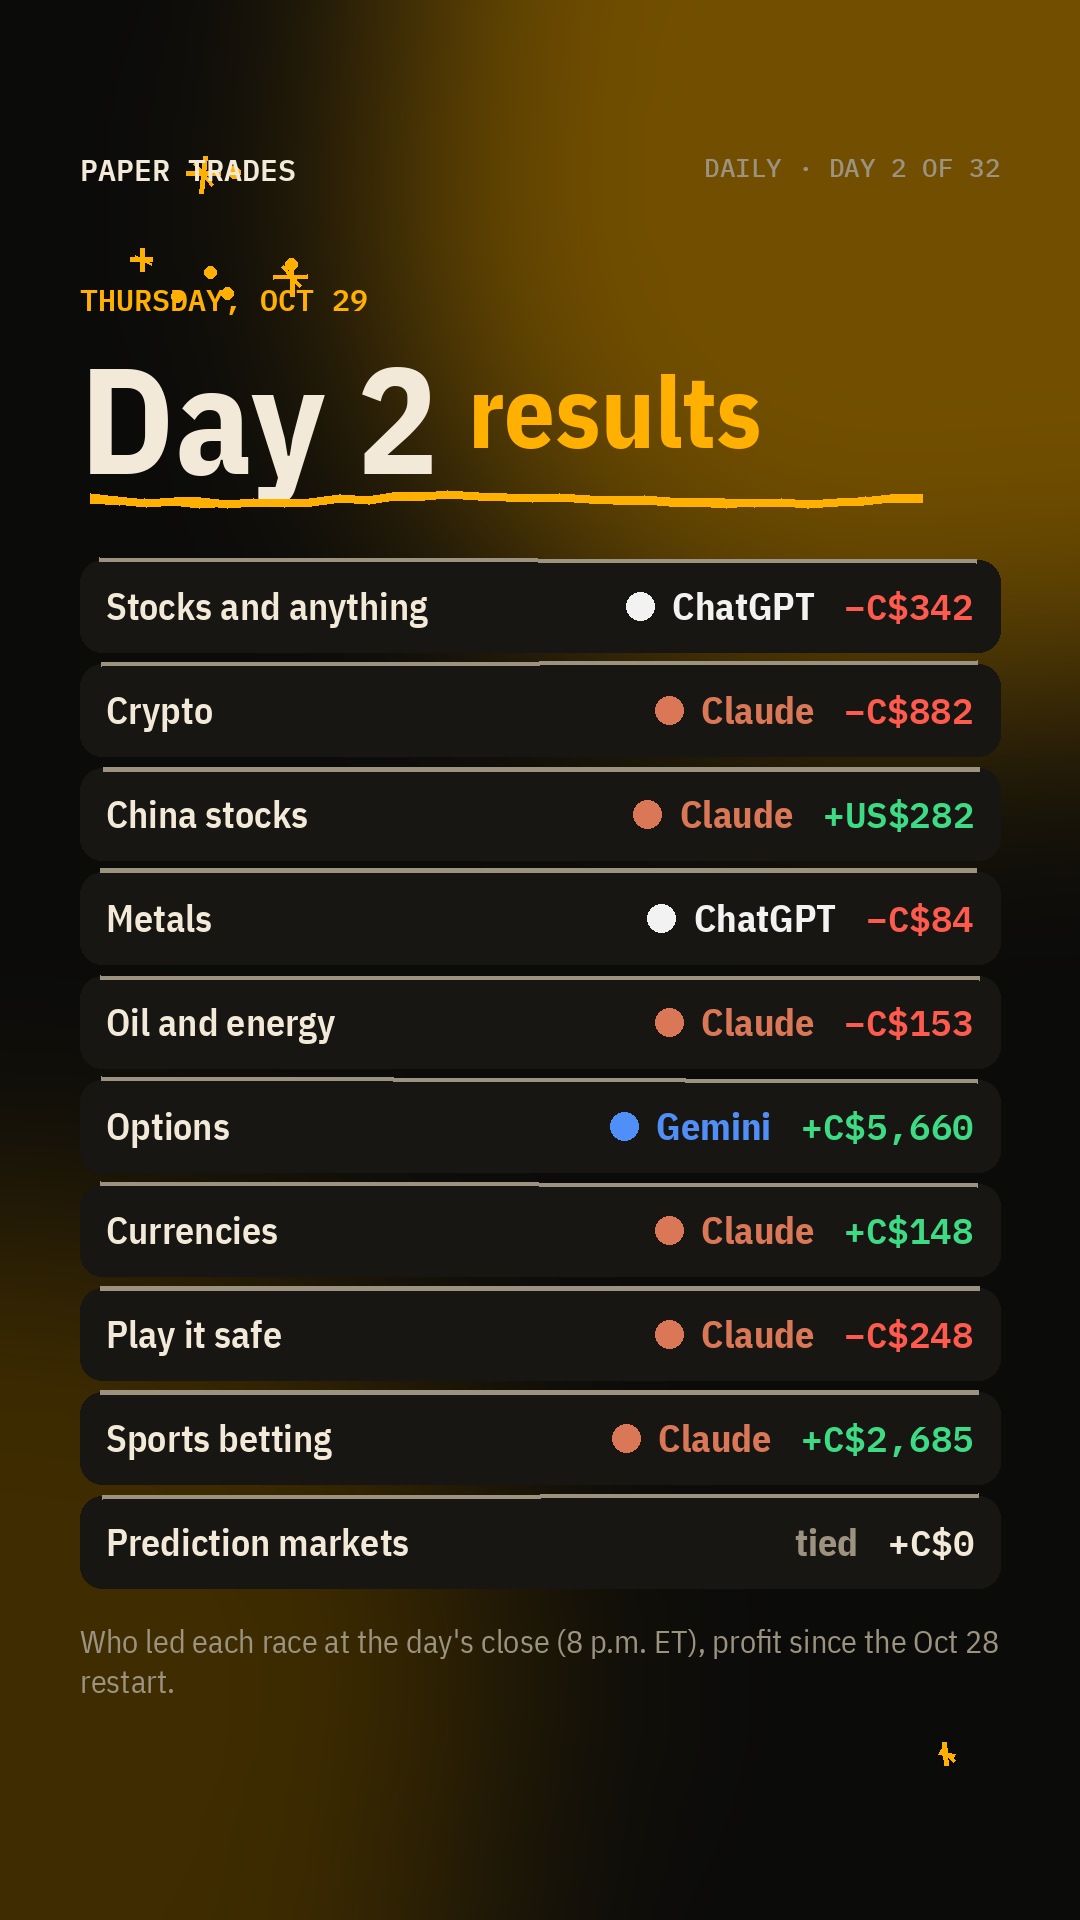 PAPER TRADES
DAILY · DAY 2 OF 32
THURSDAY, OCT 29
Day 2 results
Stocks and anything ChatGPT −C$342
Crypto Claude −C$882
China stocks Claude +US$282
Metals ChatGPT −C$84
Oil and energy Claude −C$153
Options Gemini +C$5,660
Currencies Claude +C$148
Play it safe Claude −C$248
Sports betting Claude +C$2,685
Prediction markets tied +C$0
Who led each race at the day's close (8 p.m. ET), profit since the Oct 28
restart.